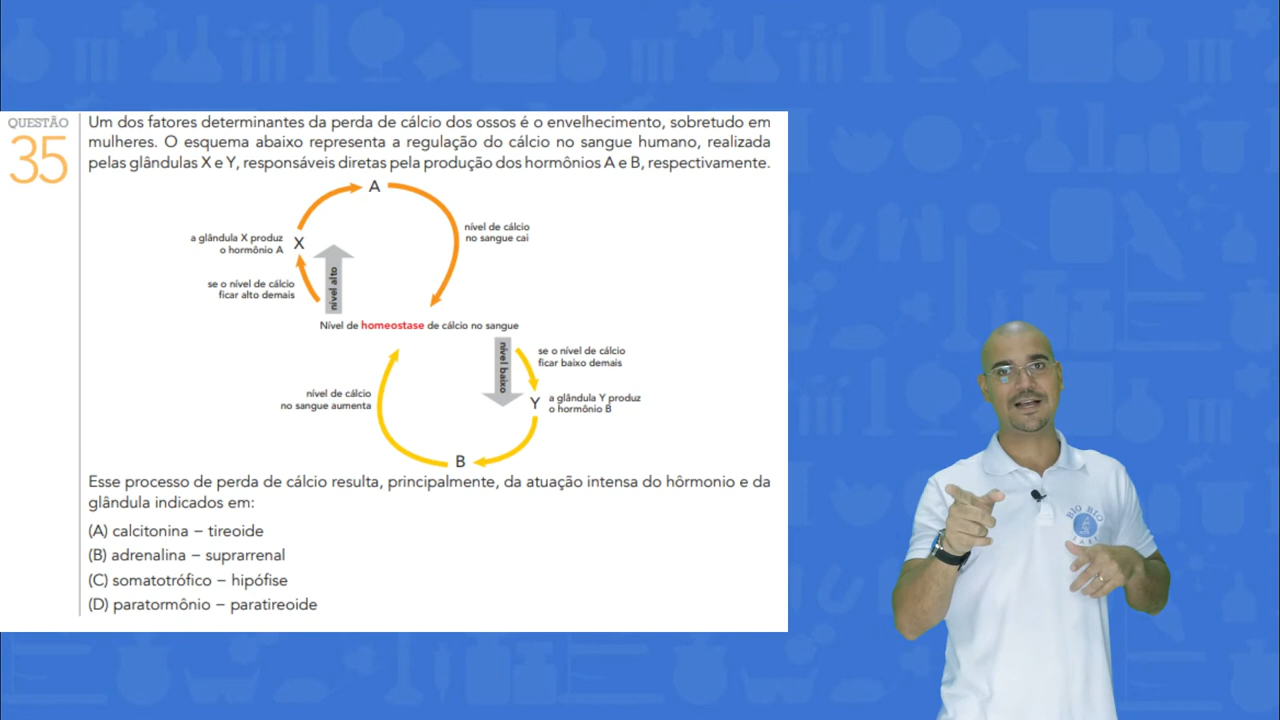 QUESTÃO
35
Um dos fatores determinantes da perda de cálcio dos ossos é o envelhecimento, sobretudo em
mulheres. O esquema abaixo representa a regulação do cálcio no sangue humano, realizada
pelas glândulas X e Y, responsáveis diretas pela produção dos hormônios A e B, respectivamente.
A
nível de cálcio
no sangue cai
a glândula X produz
o hormônio A
X
se o nível de cálcio
ficar alto demais
nível alto
Nível de homeostase de cálcio no sangue
nível baixo
se o nível de cálcio
ficar baixo demais
nível de cálcio
no sangue aumenta
Y
a glândula Y produz
o hormônio B
B
Esse processo de perda de cálcio resulta, principalmente, da atuação intensa do hôrmonio e da
glândula indicados em:
(A) calcitonina – tireoide
(B) adrenalina – suprarrenal
(C) somatotrófico – hipófise
(D) paratormônio – paratireoide
BIO BIO